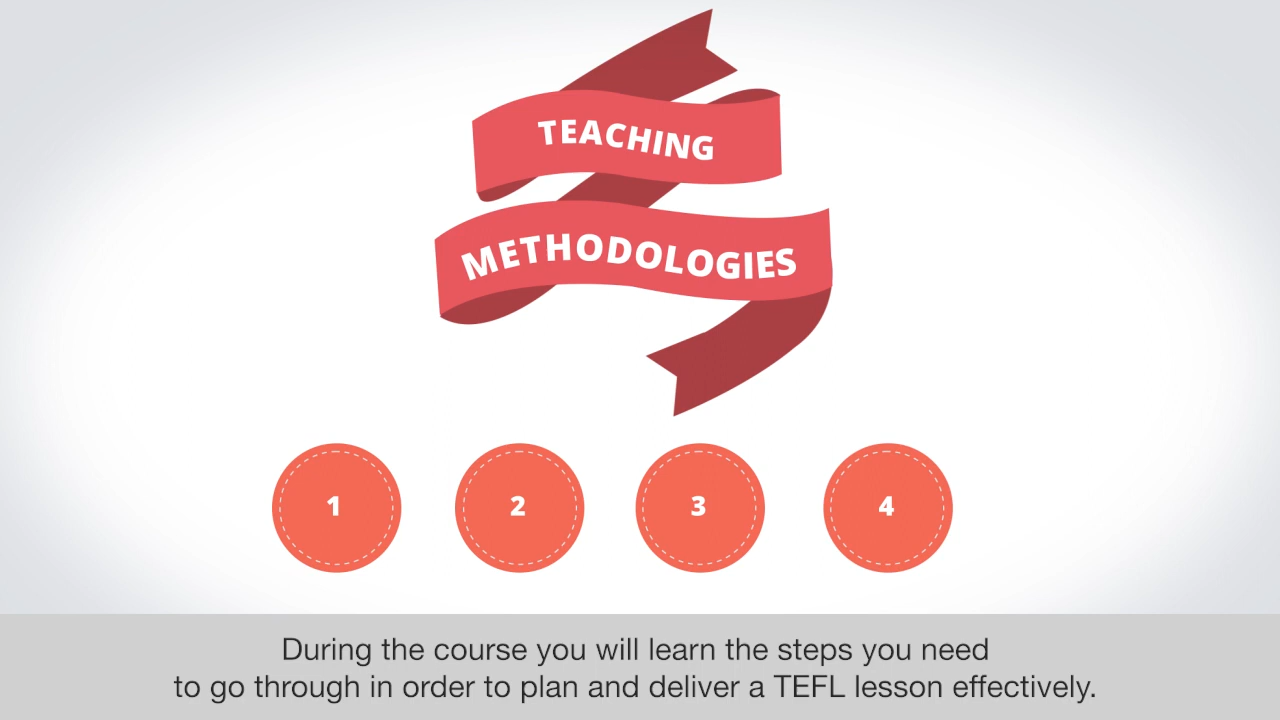 TEACHING
METHODOLOGIES
1 2 3 4
During the course you will learn the steps you need
to go through in order to plan and deliver a TEFL lesson effectively.